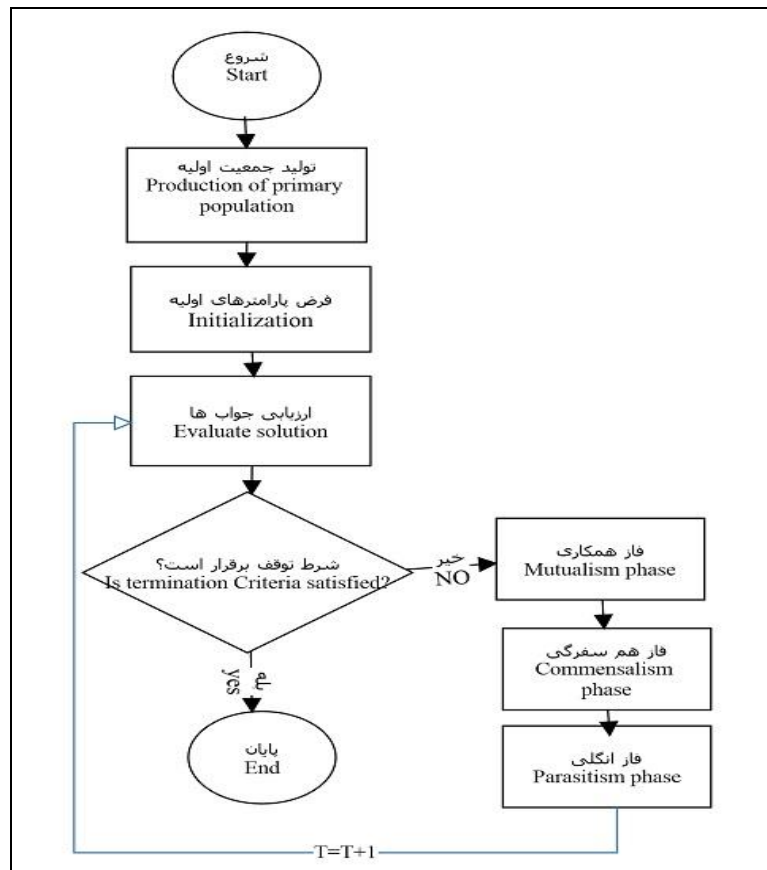 شروع
Start
تولید جمعیت اولیه
Production of primary
population
فرض پارامترهای اولیه
Initialization
ارزیابی جواب ها
Evaluate solution
شرط توقف برقرار است؟
Is termination Criteria satisfied?
خیر
NO
فاز همکاری
Mutualism phase
فاز هم سفرگی
Commensalism
phase
فاز انگلی
Parasitism phase
بله
yes
پایان
End
T=T+1